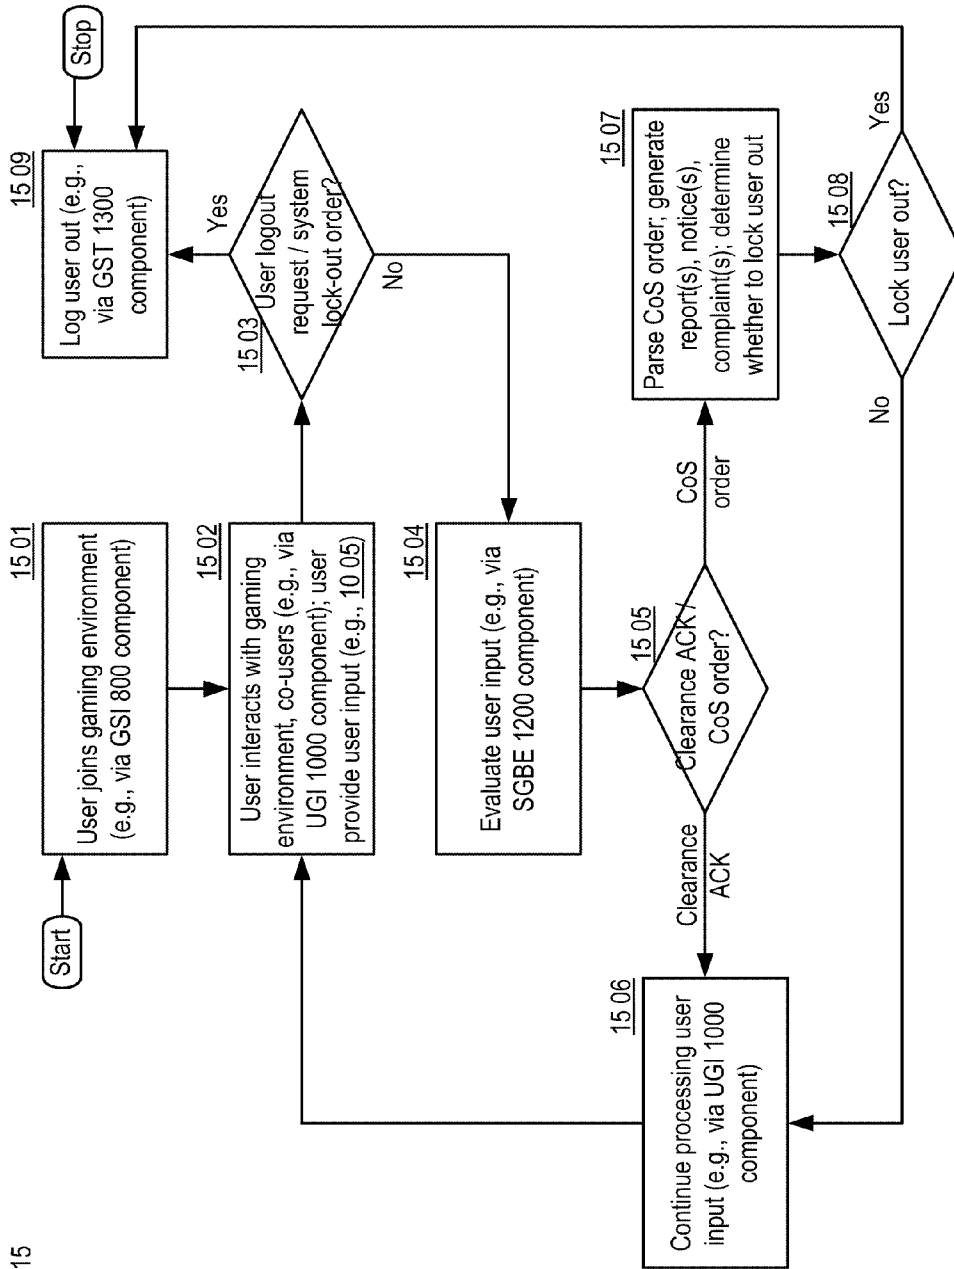 15
Start
15 01
User joins gaming environment
(e.g., via GSI 800 component)
15 02
User interacts with gaming
environment, co-users (e.g., via
UGI 1000 component); user
provide user input (e.g., 10 05)
15 03
User logout
request / system
lock-out order?
Yes
No
15 09
Log user out (e.g.,
via GST 1300
component)
Stop
15 04
Evaluate user input (e.g., via
SGBE 1200 component)
15 05
Clearance ACK /
CoS order?
Clearance
ACK
CoS
order
15 06
Continue processing user
input (e.g., via UGI 1000
component)
15 07
Parse CoS order; generate
report(s), notice(s),
complaint(s); determine
whether to lock user out
15 08
Lock user out?
No
Yes